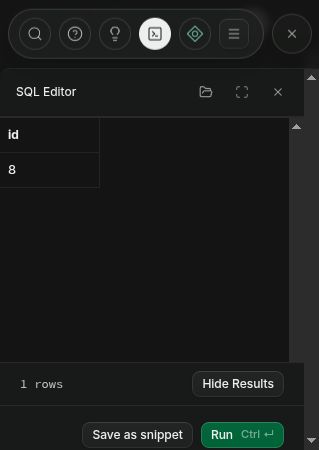 SQL Editor
id
8
1 rows
Hide Results
Save as snippet
Run Ctrl ↵